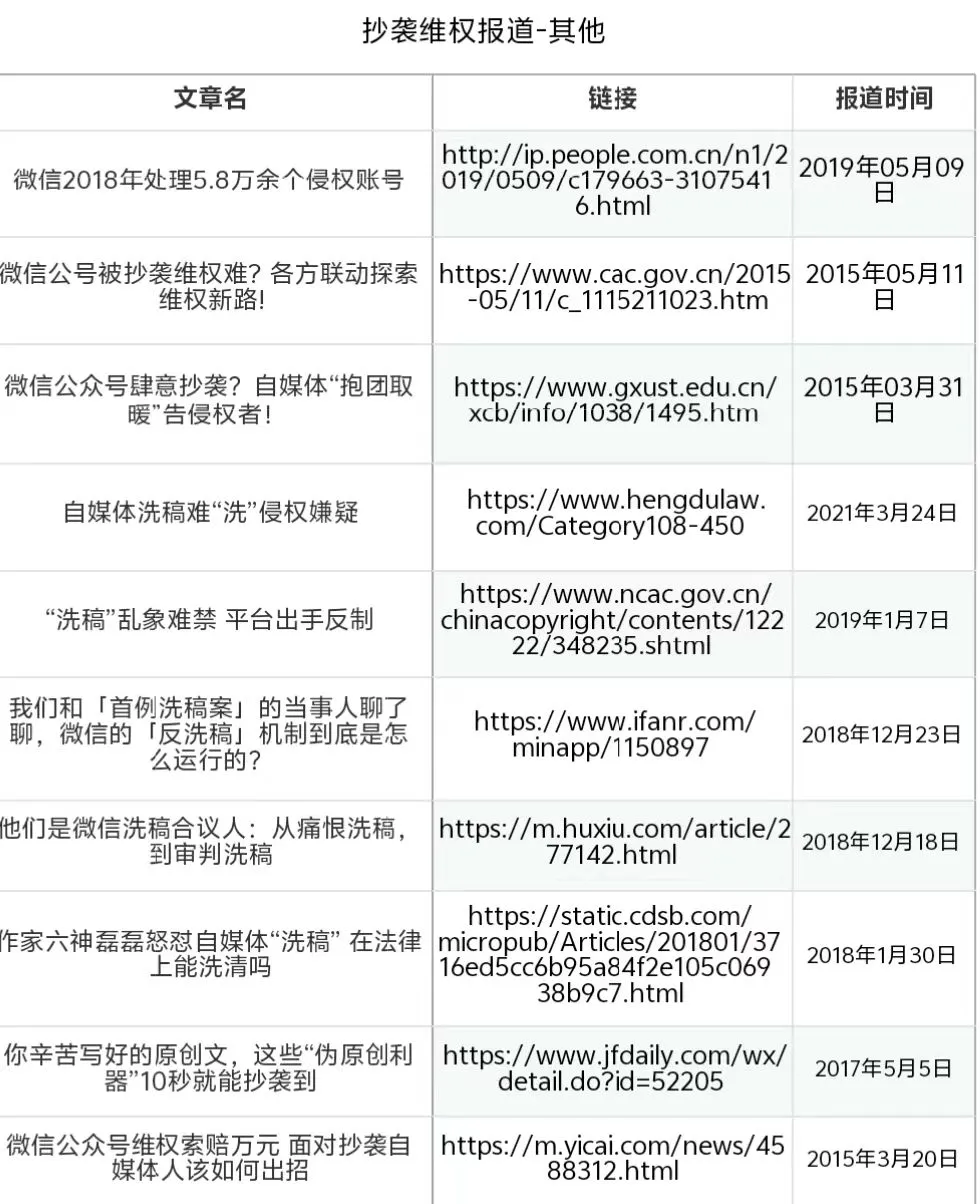 抄袭维权报道-其他
文章名
链接
报道时间
微信2018年处理5.8万余个侵权账号
http://ip.people.com.cn/n1/2
019/0509/c179663-3107541
6.html
2019年05月09
日
微信公号被抄袭维权难？各方联动探索
维权新路!
https://www.cac.gov.cn/2015
-05/11/c_1115211023.htm
2015年05月11
日
微信公众号肆意抄袭？自媒体“抱团取
暖”告侵权者！
https://www.gxust.edu.cn/
xcb/info/1038/1495.htm
2015年03月31
日
自媒体洗稿难“洗”侵权嫌疑
https://www.hengdulaw.
com/Category108-450
2021年3月24日
“洗稿”乱象难禁 平台出手反制
https://www.ncac.gov.cn/
chinacopyright/contents/122
22/348235.shtml
2019年1月7日
我们和「首例洗稿案」的当事人聊了
聊，微信的「反洗稿」机制到底是怎
么运行的？
https://www.ifanr.com/
minapp/1150897
2018年12月23日
他们是微信洗稿合议人：从痛恨洗稿，
到审判洗稿
https://m.huxiu.com/article/2
77142.html
2018年12月18日
作家六神磊磊怒怼自媒体“洗稿” 在法律
上能洗清吗
https://static.cdsb.com/
micropub/Articles/201801/37
16ed5cc6b95a84f2e105c069
38b9c7.html
2018年1月30日
你辛苦写好的原创文，这些“伪原创利
器”10秒就能抄袭到
https://www.jfdaily.com/wx/
detail.do?id=52205
2017年5月5日
微信公众号维权索赔万元 面对抄袭自
媒体人该如何出招
https://m.yicai.com/news/45
88312.html
2015年3月20日